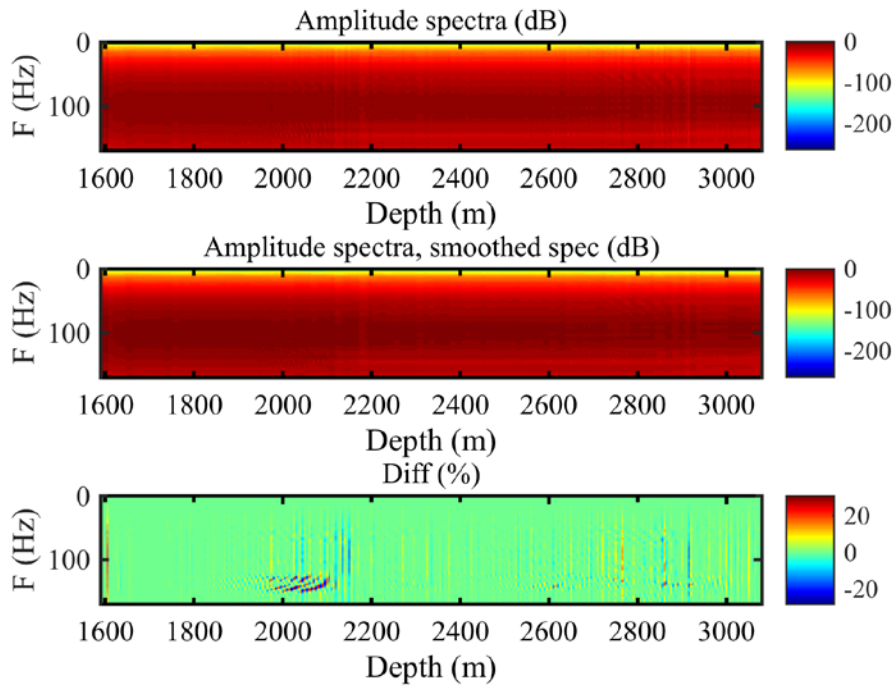 Amplitude spectra (dB)
0
100
F (Hz)
1600 1800 2000 2200 2400 2600 2800 3000
Depth (m)
0
-100
-200
Amplitude spectra, smoothed spec (dB)
0
100
F (Hz)
1600 1800 2000 2200 2400 2600 2800 3000
Depth (m)
0
-100
-200
Diff (%)
0
100
F (Hz)
1600 1800 2000 2200 2400 2600 2800 3000
Depth (m)
20
0
-20